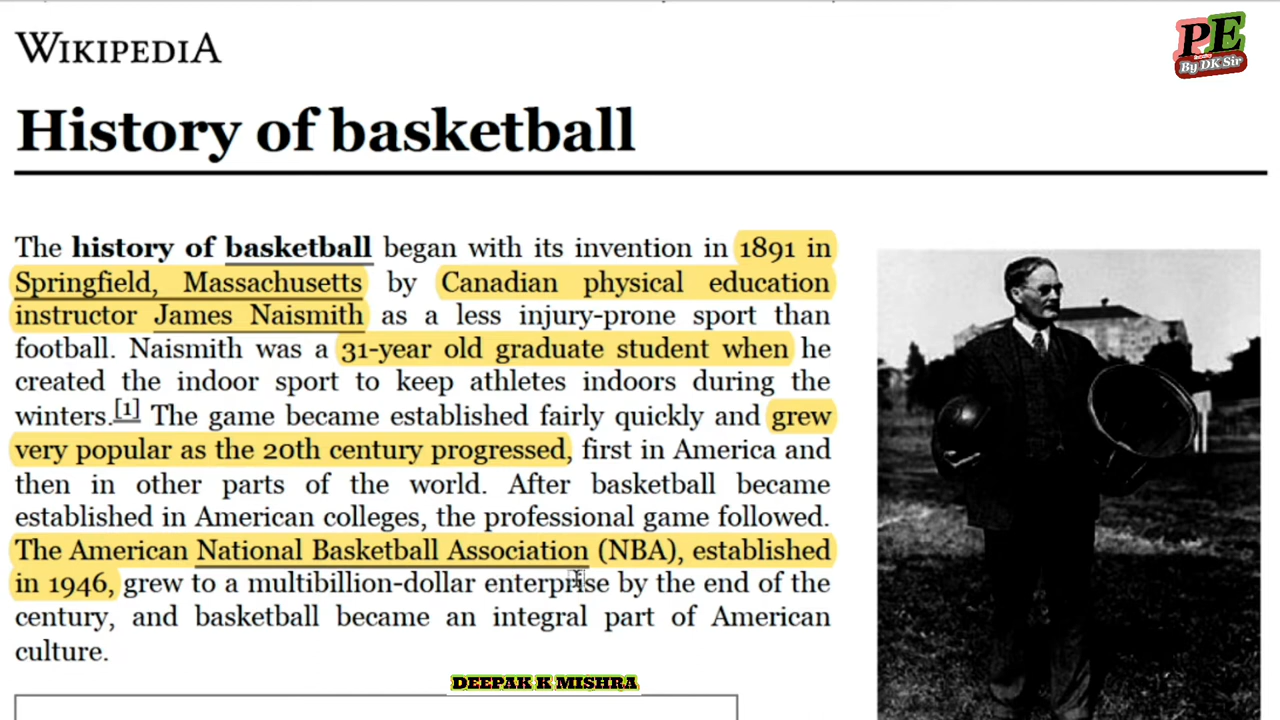 WIKIPEDIA
PE
By DK Sir
History of basketball
The history of basketball began with its invention in 1891 in
Springfield, Massachusetts by Canadian physical education
instructor James Naismith as a less injury-prone sport than
football. Naismith was a 31-year old graduate student when he
created the indoor sport to keep athletes indoors during the
winters.[1] The game became established fairly quickly and grew
very popular as the 20th century progressed, first in America and
then in other parts of the world. After basketball became
established in American colleges, the professional game followed.
The American National Basketball Association (NBA), established
in 1946, grew to a multibillion-dollar enterprise by the end of the
century, and basketball became an integral part of American
culture.
DEEPAK K MISHRA